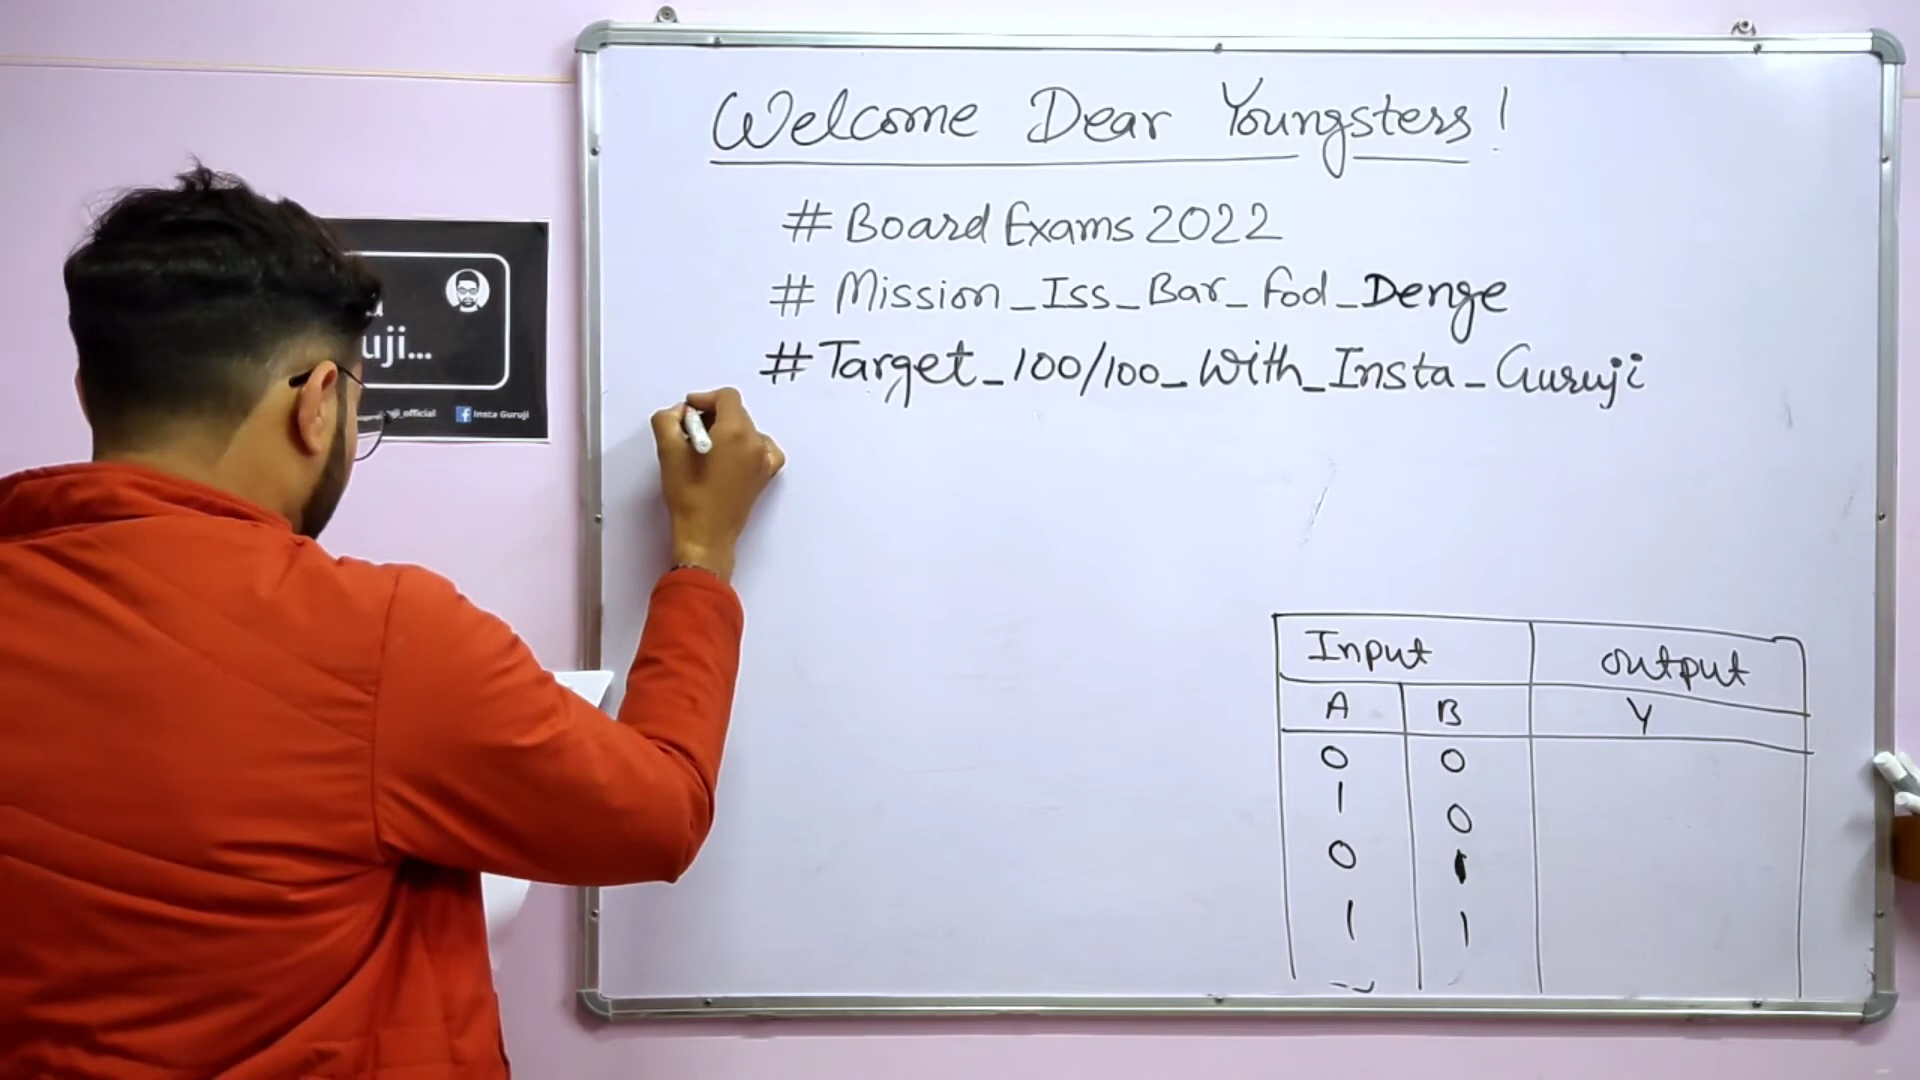 Welcome Dear Youngsters!
# Board Exams 2022
# Mission_Iss_Bar_Fod_Denge
#Target_100/100_With_Insta_Guruji
uji...
uji_official
Insta Guruji
Input output
A B Y
0 0
1 0
0 1
1 1